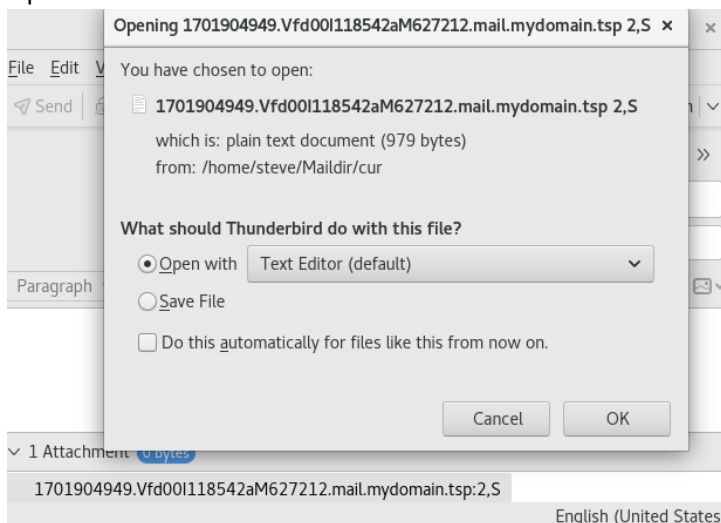 Opening 1701904949.Vfd00I118542aM627212.mail.mydomain.tsp 2,S ×
×
File Edit V
You have chosen to open:
Send
1701904949.Vfd00I118542aM627212.mail.mydomain.tsp 2,S
which is: plain text document (979 bytes)
from: /home/steve/Maildir/cur
What should Thunderbird do with this file?
Open with Text Editor (default)
Paragraph
Save File
Do this automatically for files like this from now on.
Cancel OK
1 Attachment 0 bytes
1701904949.Vfd00I118542aM627212.mail.mydomain.tsp:2,S
English (United States